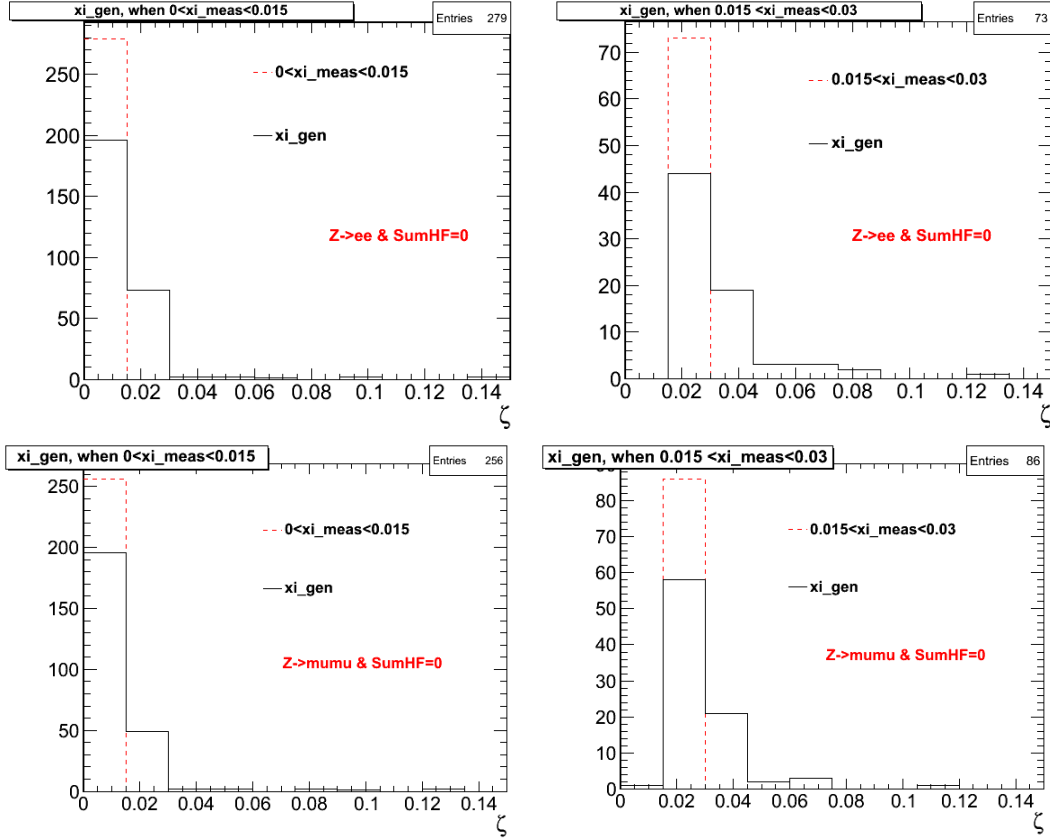 xi_gen, when 0<xi_meas<0.015
Entries 279
0<xi_meas<0.015
xi_gen
Z->ee & SumHF=0
250
200
150
100
50
0
0 0.02 0.04 0.06 0.08 0.1 0.12 0.14
ζ
xi_gen, when 0.015 <xi_meas<0.03
Entries 73
0.015<xi_meas<0.03
xi_gen
Z->ee & SumHF=0
70
60
50
40
30
20
10
0
0 0.02 0.04 0.06 0.08 0.1 0.12 0.14
ζ
xi_gen, when 0<xi_meas<0.015
Entries 256
0<xi_meas<0.015
xi_gen
Z->mumu & SumHF=0
250
200
150
100
50
0
0 0.02 0.04 0.06 0.08 0.1 0.12 0.14
ζ
xi_gen, when 0.015 <xi_meas<0.03
Entries 86
0.015<xi_meas<0.03
xi_gen
Z->mumu & SumHF=0
80
70
60
50
40
30
20
10
0
0 0.02 0.04 0.06 0.08 0.1 0.12 0.14
ζ